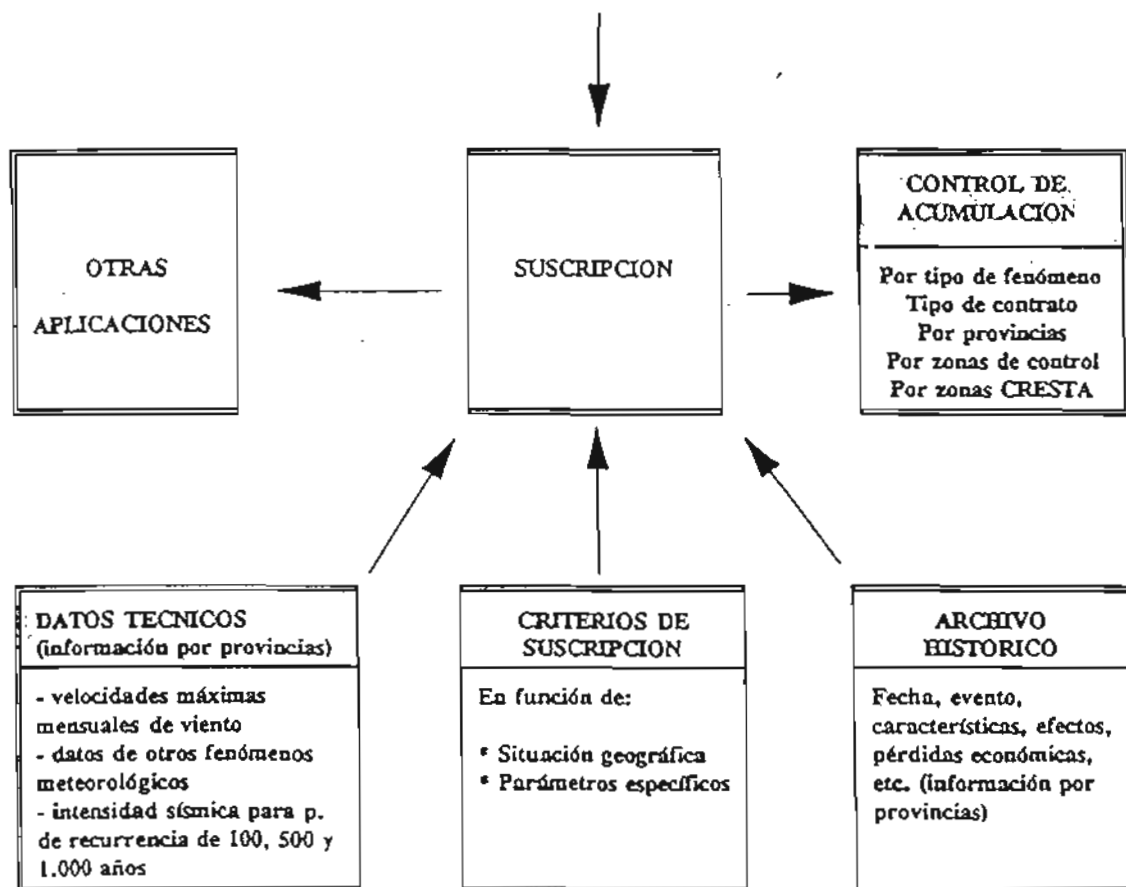 OTRAS
APLICACIONES
SUSCRIPCION
CONTROL DE
ACUMULACION
Por tipo de fenómeno
Tipo de contrato
Por provincias
Por zonas de control
Por zonas CRESTA
DATOS TECNICOS
(información por provincias)
- velocidades máximas
mensuales de viento
- datos de otros fenómenos
meteorológicos
- intensidad sísmica para p.
de recurrencia de 100, 500 y
1.000 años
CRITERIOS DE
SUSCRIPCION
En función de:
* Situación geográfica
* Parámetros específicos
ARCHIVO
HISTORICO
Fecha, evento,
características, efectos,
pérdidas económicas,
etc. (información por
provincias)